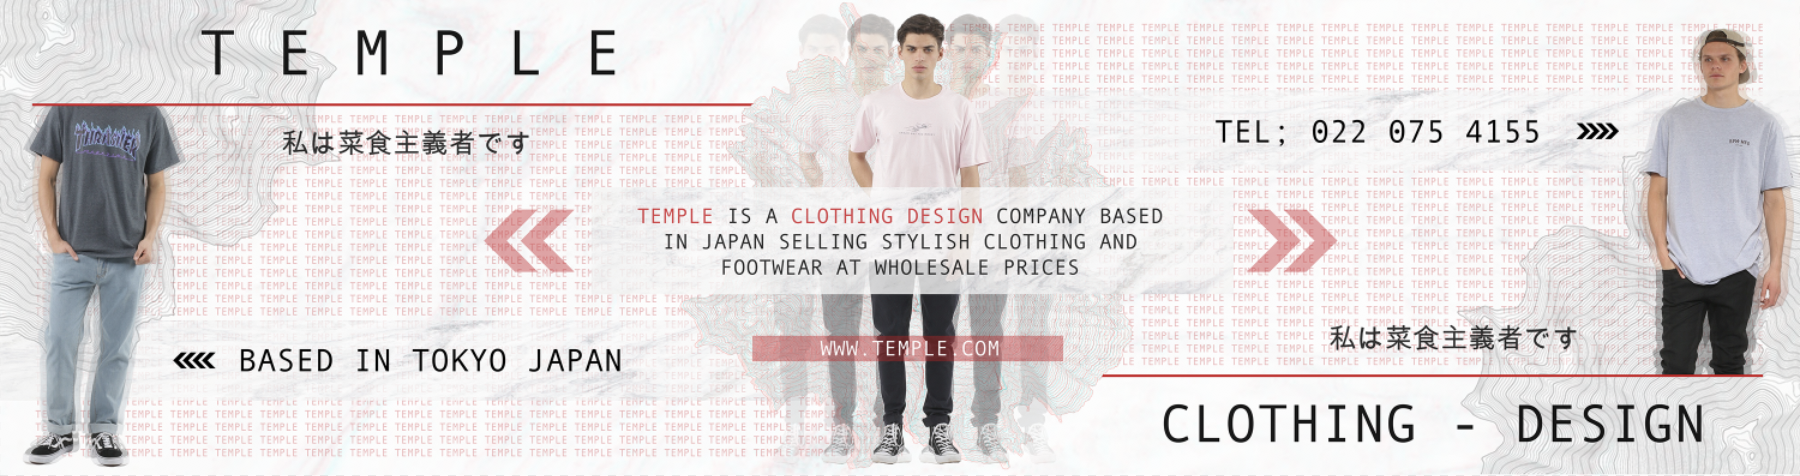 TEMPLE
私は菜食主義者です
TEL; 022 075 4155
TEMPLE IS A CLOTHING DESIGN COMPANY BASED
IN JAPAN SELLING STYLISH CLOTHING AND
FOOTWEAR AT WHOLESALE PRICES
WWW.TEMPLE.COM
BASED IN TOKYO JAPAN
私は菜食主義者です
CLOTHING - DESIGN
THRASHER